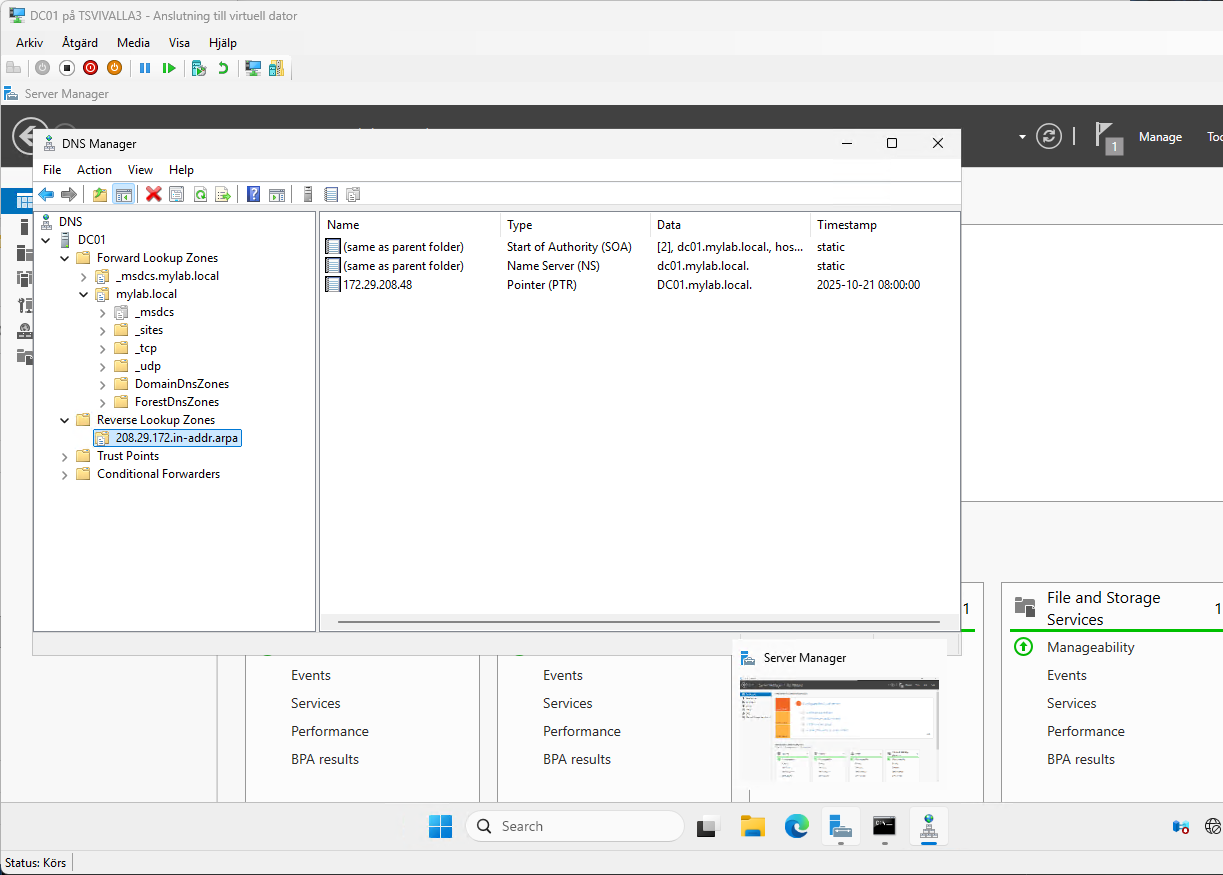 DC01 på TSVIVALLA3 - Anslutning till virtuell dator
Arkiv Åtgärd Media Visa Hjälp
Server Manager
1 Manage
DNS Manager
File Action View Help
DNS
DC01
Forward Lookup Zones
_msdcs.mylab.local
mylab.local
_msdcs
_sites
_tcp
_udp
DomainDnsZones
ForestDnsZones
Reverse Lookup Zones
208.29.172.in-addr.arpa
Trust Points
Conditional Forwarders
Name Type Data Timestamp
(same as parent folder) Start of Authority (SOA) [2], dc01.mylab.local., hos... static
(same as parent folder) Name Server (NS) dc01.mylab.local. static
172.29.208.48 Pointer (PTR) DC01.mylab.local. 2025-10-21 08:00:00
Events
Services
Performance
BPA results
Events
Services
Performance
BPA results
Server Manager
1
File and Storage
Services
1
Manageability
Events
Services
Performance
BPA results
Search
Status: Körs